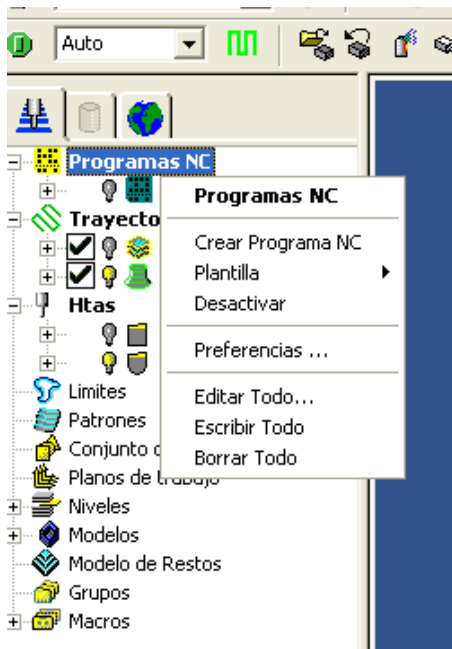 Auto
Programas NC
Programas NC
Crear Programa NC
Plantilla
Desactivar
Preferencias ...
Editar Todo...
Escribir Todo
Borrar Todo
Trayecto
Htas
Limites
Patrones
Conjunto
Planos de trabajo
Niveles
Modelos
Modelo de Restos
Grupos
Macros